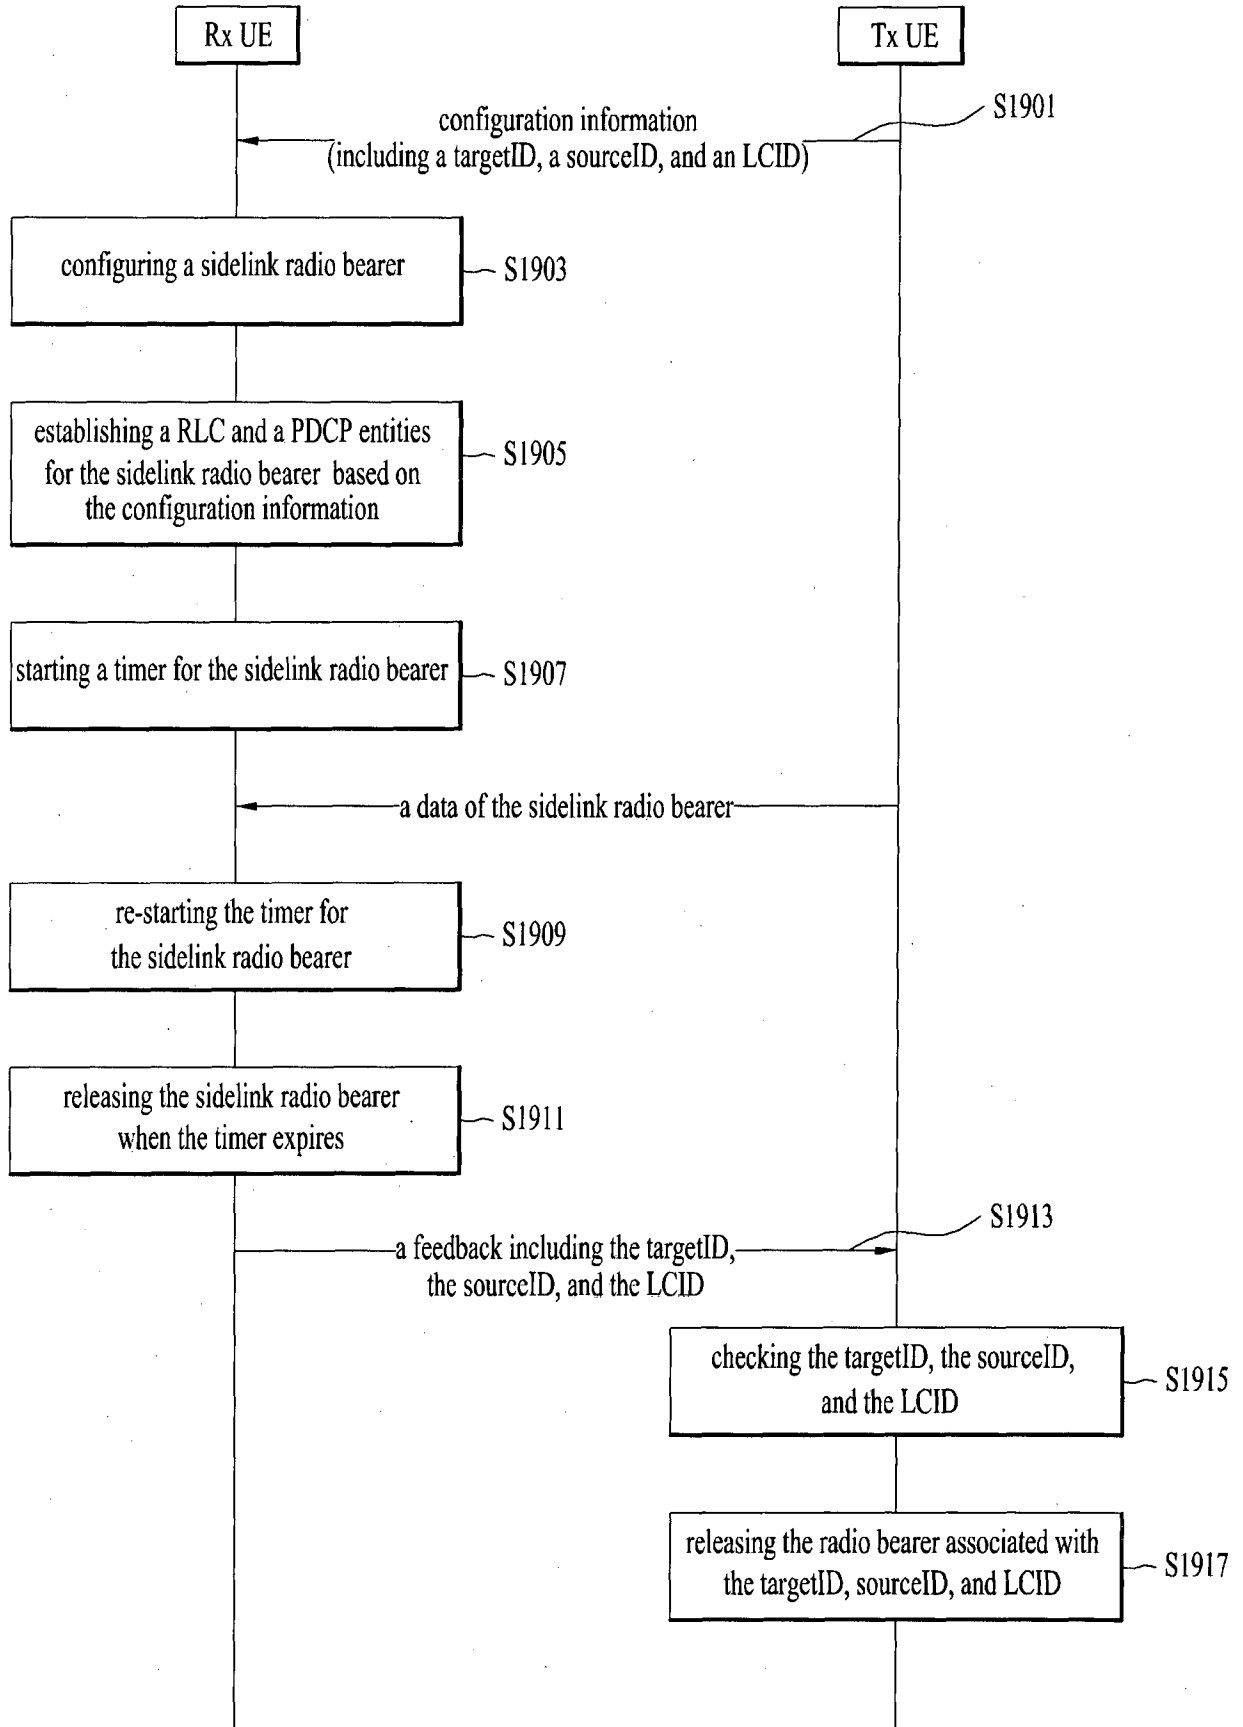 Rx UE
Tx UE
S1901
configuration information
(including a targetID, a sourceID, and an LCID)
configuring a sidelink radio bearer
S1903
establishing a RLC and a PDCP entities
for the sidelink radio bearer based on
the configuration information
S1905
starting a timer for the sidelink radio bearer
S1907
a data of the sidelink radio bearer
re-starting the timer for
the sidelink radio bearer
S1909
releasing the sidelink radio bearer
when the timer expires
S1911
S1913
a feedback including the targetID,
the sourceID, and the LCID
checking the targetID, the sourceID,
and the LCID
S1915
releasing the radio bearer associated with
the targetID, sourceID, and LCID
S1917